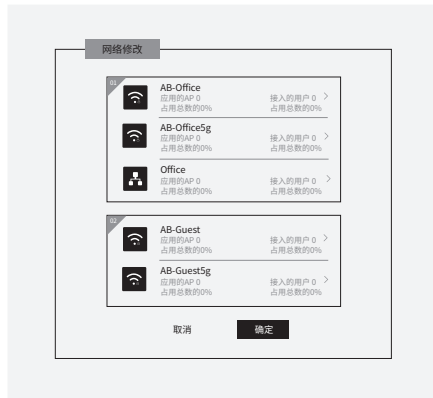 网络修改
01
AB-Office
应用的AP 0 接入的用户 0
占用总数的0% 占用总数的0%
AB-Office5g
应用的AP 0 接入的用户 0
占用总数的0% 占用总数的0%
Office
应用的AP 0 接入的用户 0
占用总数的0% 占用总数的0%
02
AB-Guest
应用的AP 0 接入的用户 0
占用总数的0% 占用总数的0%
AB-Guest5g
应用的AP 0 接入的用户 0
占用总数的0% 占用总数的0%
取消 确定